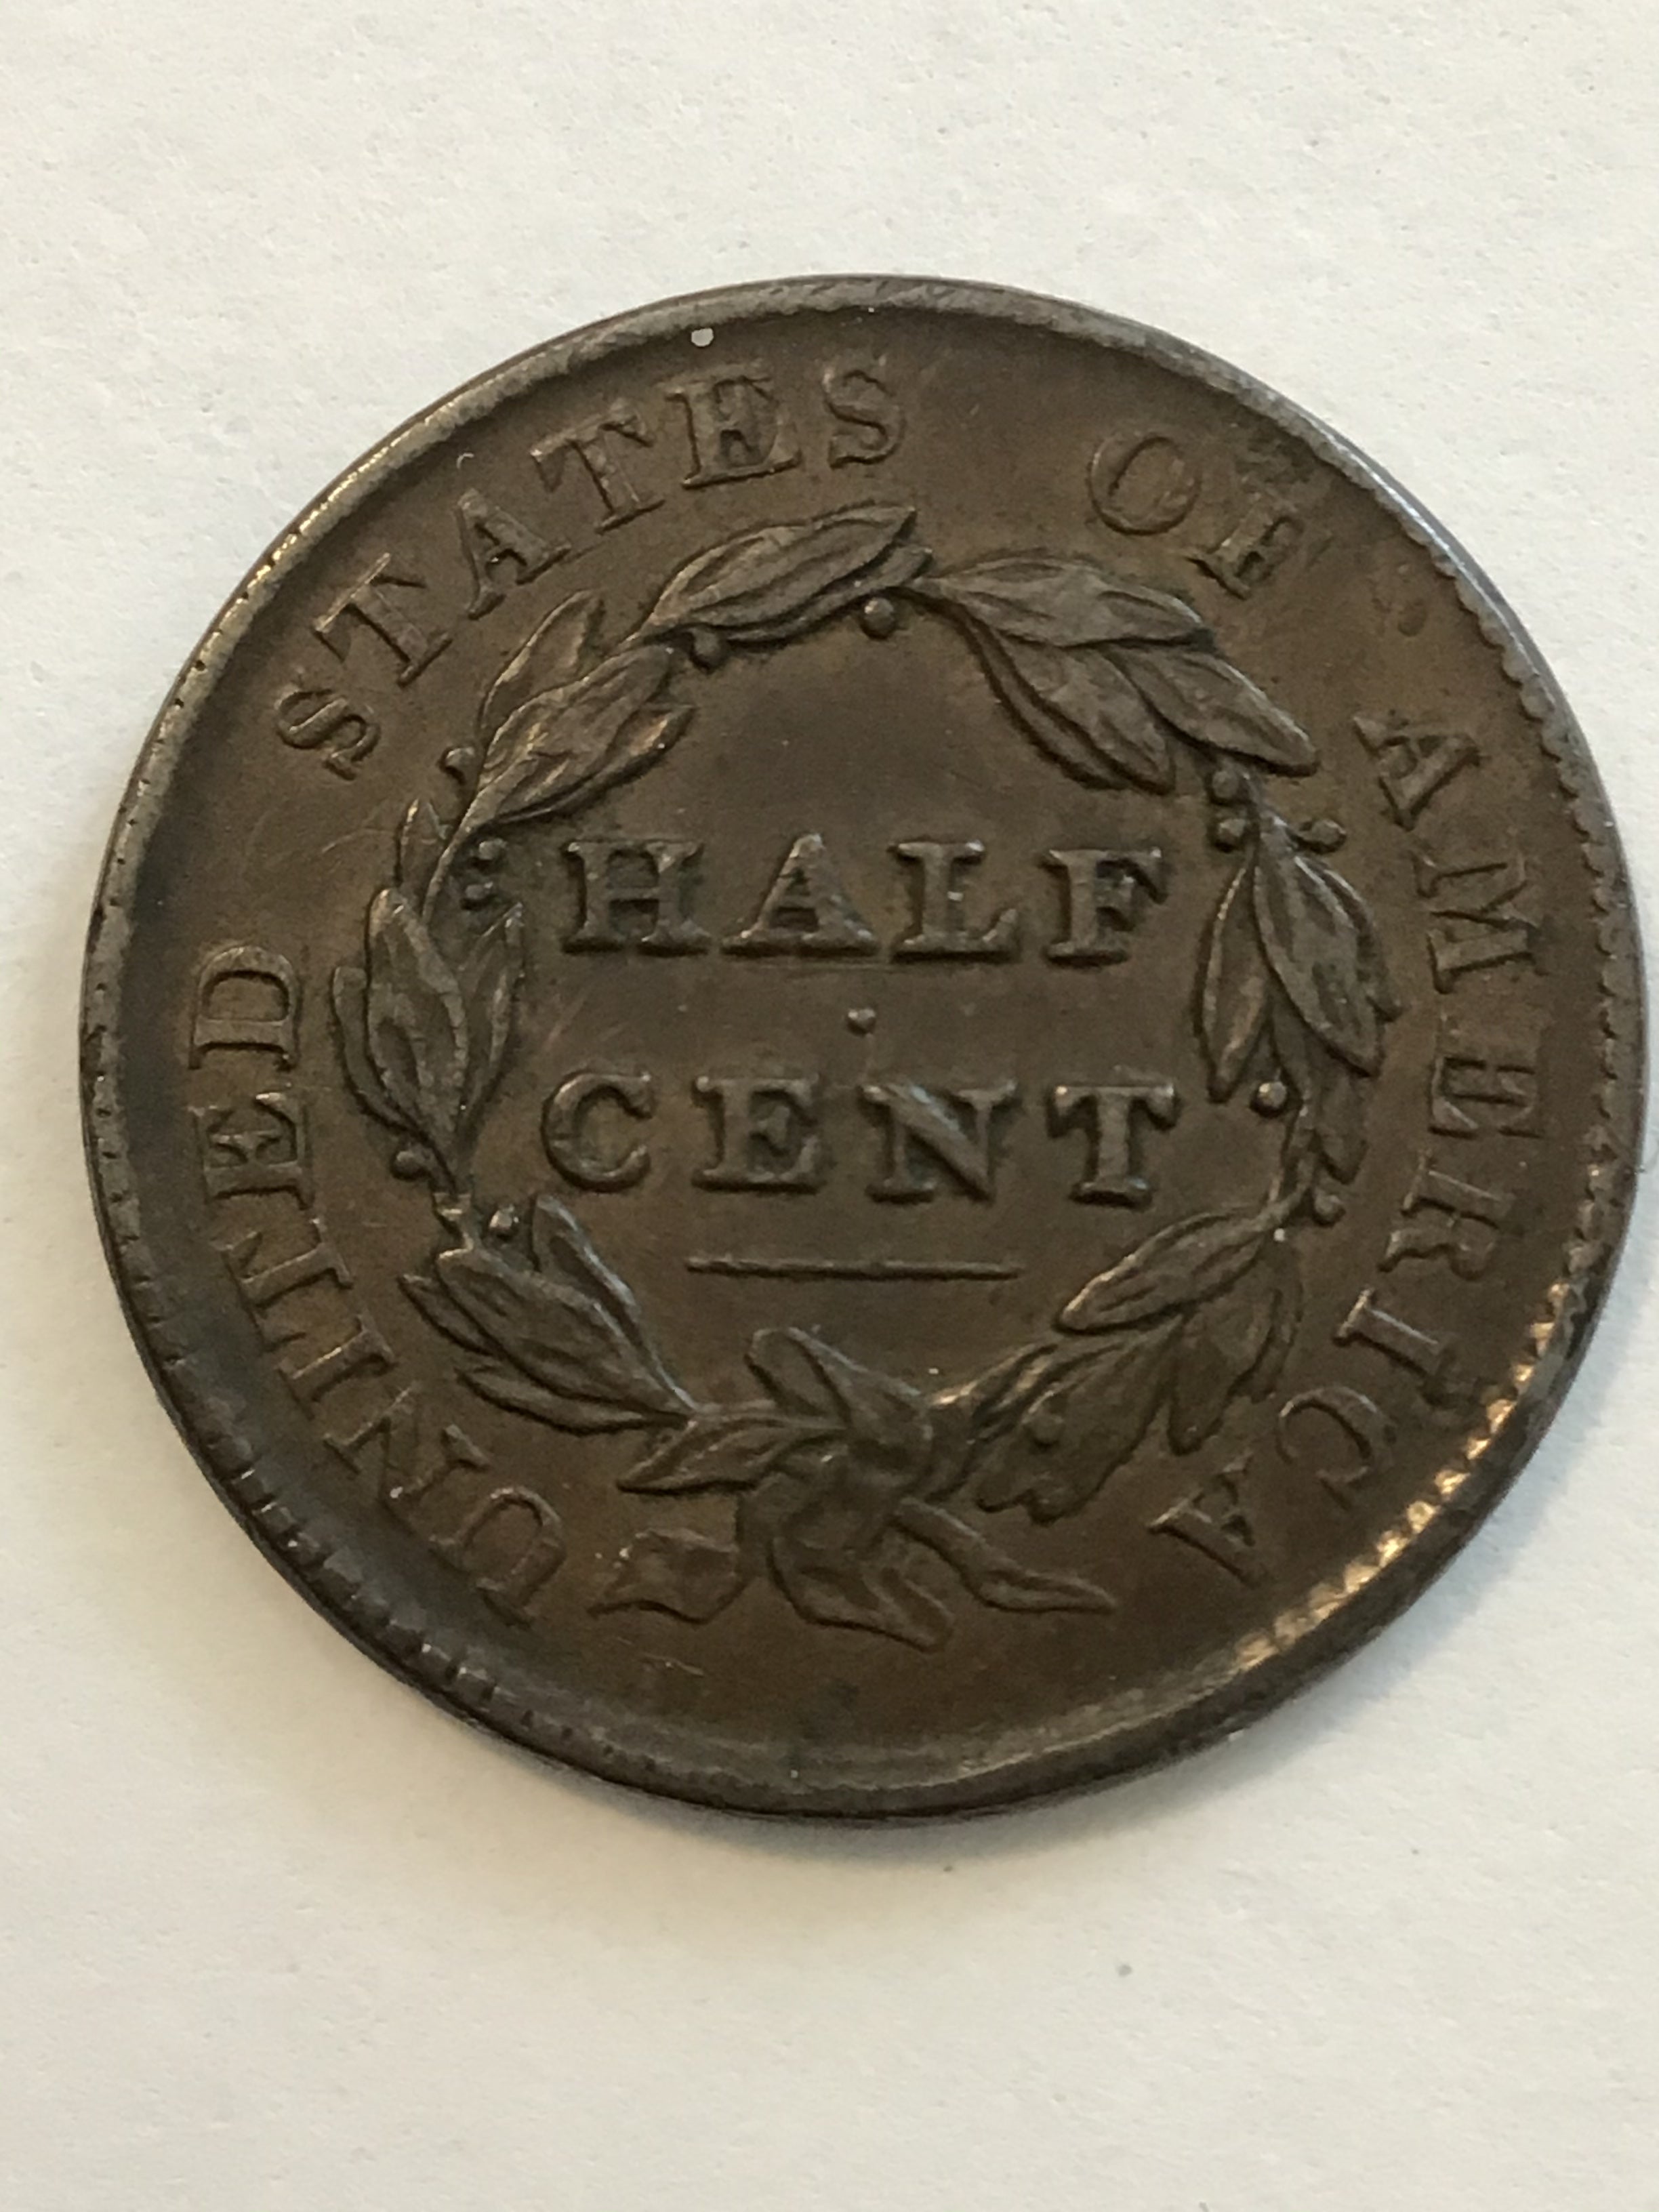 UNITED STATES OF AMERICA
HALF
CENT